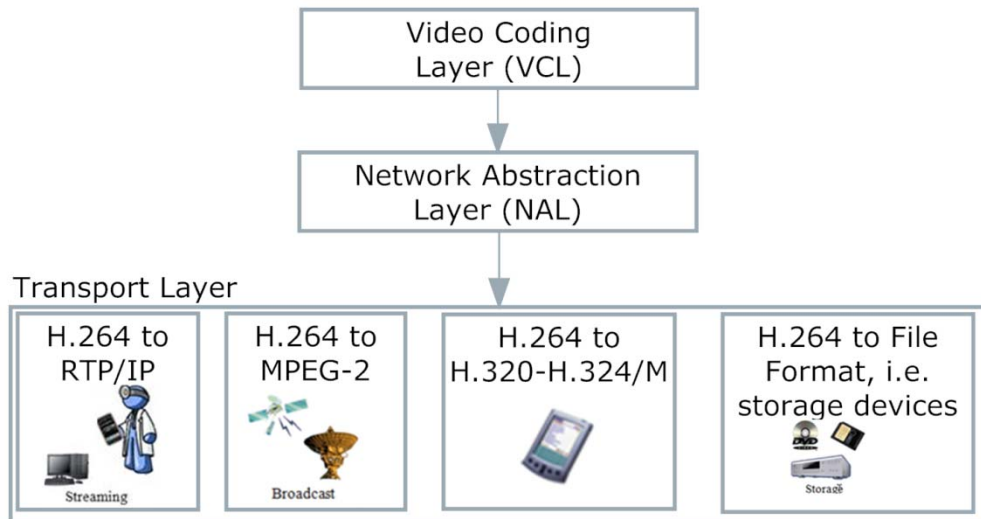 Video Coding
Layer (VCL)
Network Abstraction
Layer (NAL)
Transport Layer
H.264 to
RTP/IP
Streaming
H.264 to
MPEG-2
Broadcast
H.264 to
H.320-H.324/M
H.264 to File
Format, i.e.
storage devices
DVD
Storage